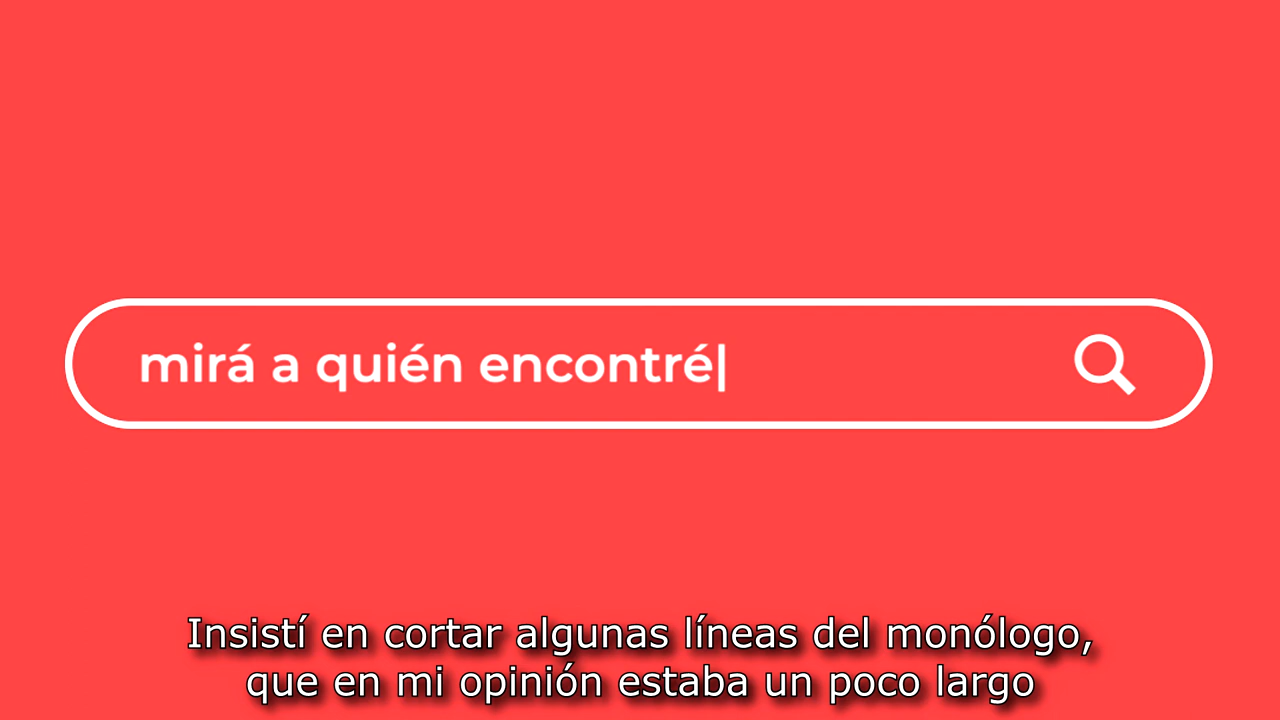 mirá a quién encontré|
Insistí en cortar algunas líneas del monólogo,
que en mi opinión estaba un poco largo